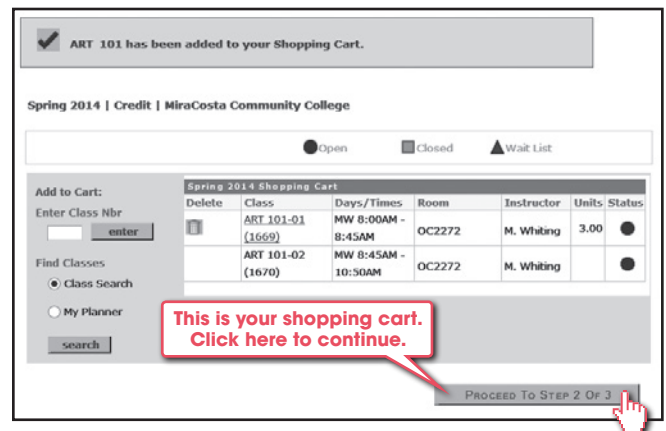 ART 101 has been added to your Shopping Cart.
Spring 2014 | Credit | MiraCosta Community College
Open Closed Wait List
Add to Cart:
Enter Class Nbr
enter
Find Classes
Class Search
My Planner
search
Spring 2014 Shopping Cart
Delete Class Days/Times Room Instructor Units Status
ART 101-01 (1669) MW 8:00AM - 8:45AM OC2272 M. Whiting 3.00
ART 101-02 (1670) MW 8:45AM - 10:50AM OC2272 M. Whiting
This is your shopping cart.
Click here to continue.
PROCEED TO STEP 2 OF 3